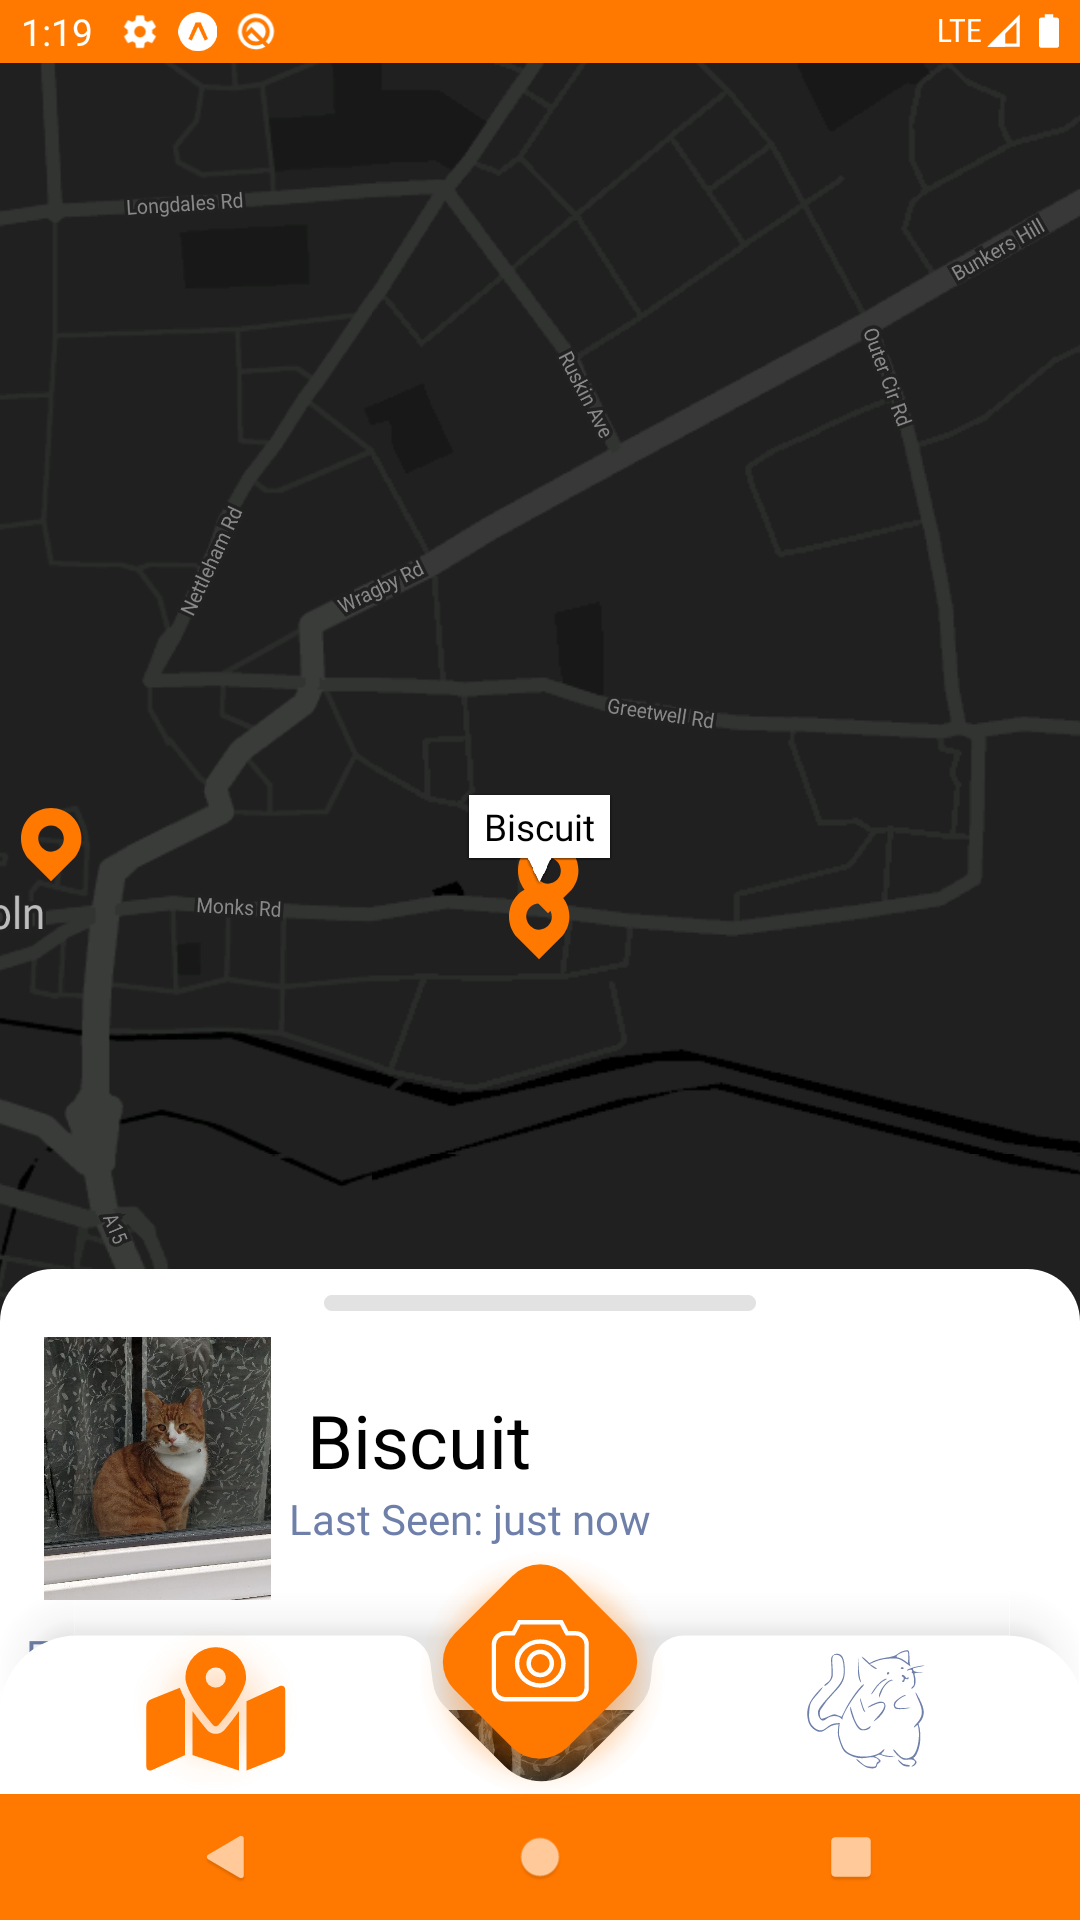 1:19
LTE
Longdales Rd
Bunkers Hill
Outer Cir Rd
Ruskin Ave
Nettleham Rd
Wragby Rd
Greetwell Rd
Biscuit
Monks Rd
oln
A15
Biscuit
Last Seen: just now